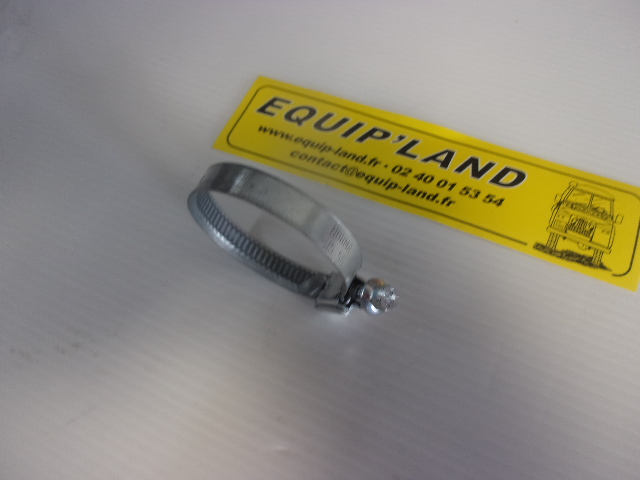 EQUIP'LAND
www.equip-land.fr - 02 40 01 53 54
contact@equip-land.fr